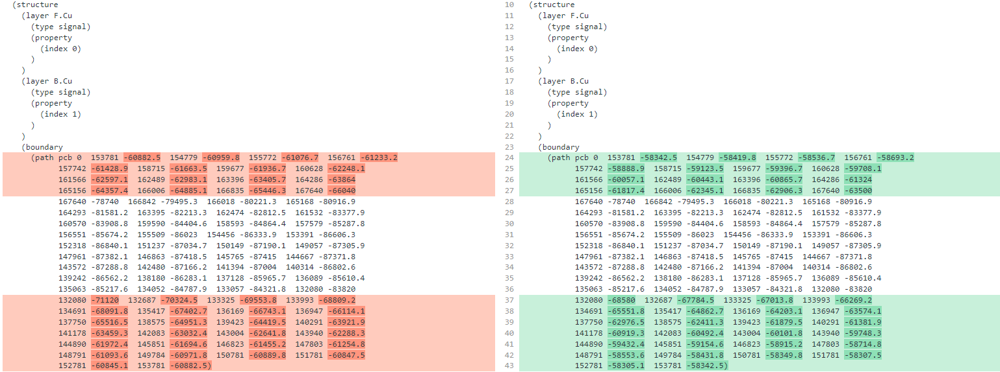 (structure
(layer F.Cu
(type signal)
(property
(index 0)
)
)
(layer B.Cu
(type signal)
(property
(index 1)
)
)
(boundary
(path pcb 0  153781 -60882.5  154779 -60959.8  155772 -61076.7  156761 -61233.2
157742 -61428.9  158715 -61663.5  159677 -61936.7  160628 -62248.1
161566 -62597.1  162489 -62983.1  163396 -63405.7  164286 -63864
165156 -64357.4  166006 -64885.1  166835 -65446.3  167640 -66040
167640 -78740  166842 -79495.3  166018 -80221.3  165168 -80916.9
164293 -81581.2  163395 -82213.3  162474 -82812.5  161532 -83377.9
160570 -83908.8  159590 -84404.6  158593 -84864.4  157579 -85287.8
156551 -85674.2  155509 -86023  154456 -86333.9  153391 -86606.3
152318 -86840.1  151237 -87034.7  150149 -87190.1  149057 -87305.9
147961 -87382.1  146863 -87418.5  145765 -87415  144667 -87371.8
143572 -87288.8  142480 -87166.2  141394 -87004  140314 -86802.6
139242 -86562.2  138180 -86283.1  137128 -85965.7  136089 -85610.4
135063 -85217.6  134052 -84787.9  133057 -84321.8  132080 -83820
132080 -71120  132687 -70324.5  133325 -69553.8  133993 -68809.2
134691 -68091.8  135417 -67402.7  136169 -66743.1  136947 -66114.1
137750 -65516.5  138575 -64951.3  139423 -64419.5  140291 -63921.9
141178 -63459.3  142083 -63032.4  143004 -62641.8  143940 -62288.3
144890 -61972.4  145851 -61694.6  146823 -61455.2  147803 -61254.8
148791 -61093.6  149784 -60971.8  150781 -60889.8  151781 -60847.5
152781 -60845.1  153781 -60882.5)
10 (structure
11 (layer F.Cu
12 (type signal)
13 (property
14 (index 0)
15 )
16 )
17 (layer B.Cu
18 (type signal)
19 (property
20 (index 1)
21 )
22 )
23 (boundary
24 (path pcb 0  153781 -58342.5  154779 -58419.8  155772 -58536.7  156761 -58693.2
25 157742 -58888.9  158715 -59123.5  159677 -59396.7  160628 -59708.1
26 161566 -60057.1  162489 -60443.1  163396 -60865.7  164286 -61324
27 165156 -61817.4  166006 -62345.1  166835 -62906.3  167640 -63500
28 167640 -78740  166842 -79495.3  166018 -80221.3  165168 -80916.9
29 164293 -81581.2  163395 -82213.3  162474 -82812.5  161532 -83377.9
30 160570 -83908.8  159590 -84404.6  158593 -84864.4  157579 -85287.8
31 156551 -85674.2  155509 -86023  154456 -86333.9  153391 -86606.3
32 152318 -86840.1  151237 -87034.7  150149 -87190.1  149057 -87305.9
33 147961 -87382.1  146863 -87418.5  145765 -87415  144667 -87371.8
34 143572 -87288.8  142480 -87166.2  141394 -87004  140314 -86802.6
35 139242 -86562.2  138180 -86283.1  137128 -85965.7  136089 -85610.4
36 135063 -85217.6  134052 -84787.9  133057 -84321.8  132080 -83820
37 132080 -68580  132687 -67784.5  133325 -67013.8  133993 -66269.2
38 134691 -65551.8  135417 -64862.7  136169 -64203.1  136947 -63574.1
39 137750 -62976.5  138575 -62411.3  139423 -61879.5  140291 -61381.9
40 141178 -60919.3  142083 -60492.4  143004 -60101.8  143940 -59748.3
41 144890 -59432.4  145851 -59154.6  146823 -58915.2  147803 -58714.8
42 148791 -58553.6  149784 -58431.8  150781 -58349.8  151781 -58307.5
43 152781 -58305.1  153781 -58342.5)